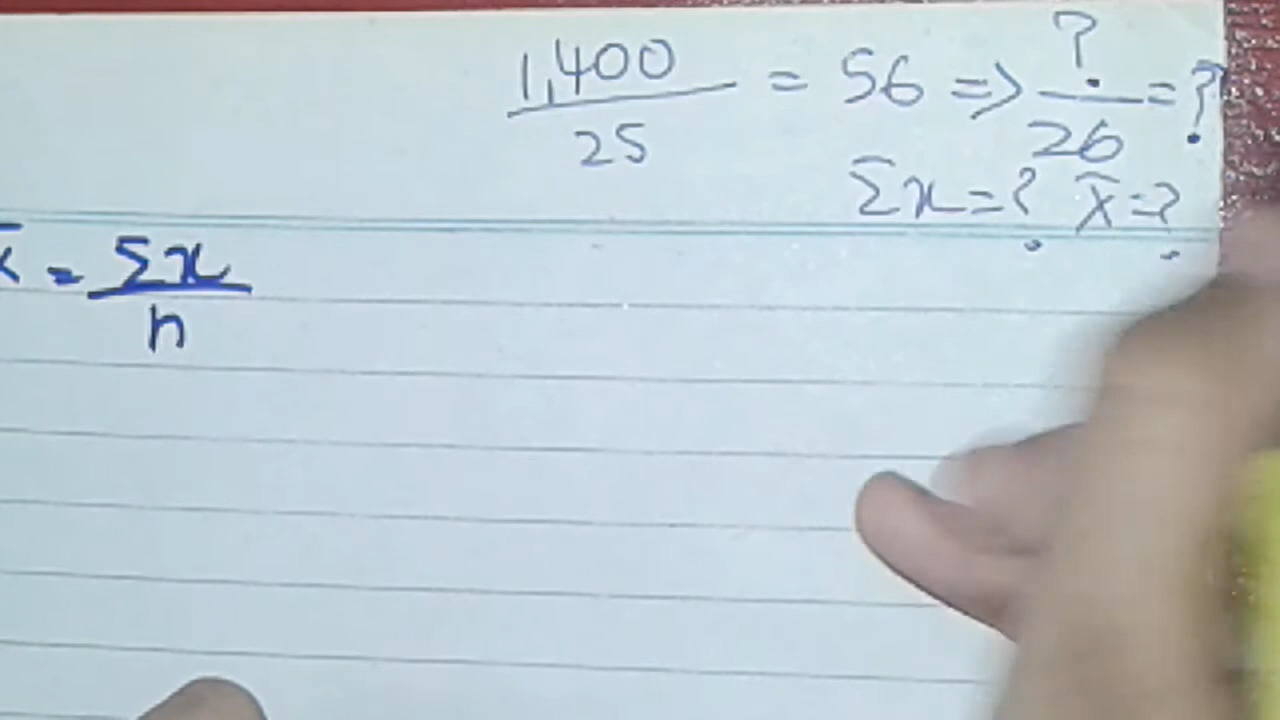 1,400/25 = 56 => ?/26 = ?
Σx=? x̄=?
x̄ = Σx/n